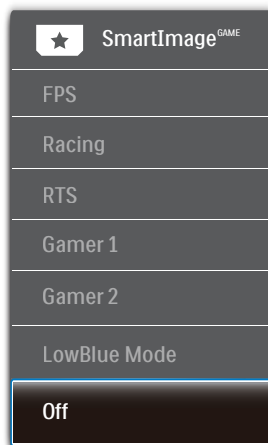 SmartImage GAME
FPS
Racing
RTS
Gamer 1
Gamer 2
LowBlue Mode
Off